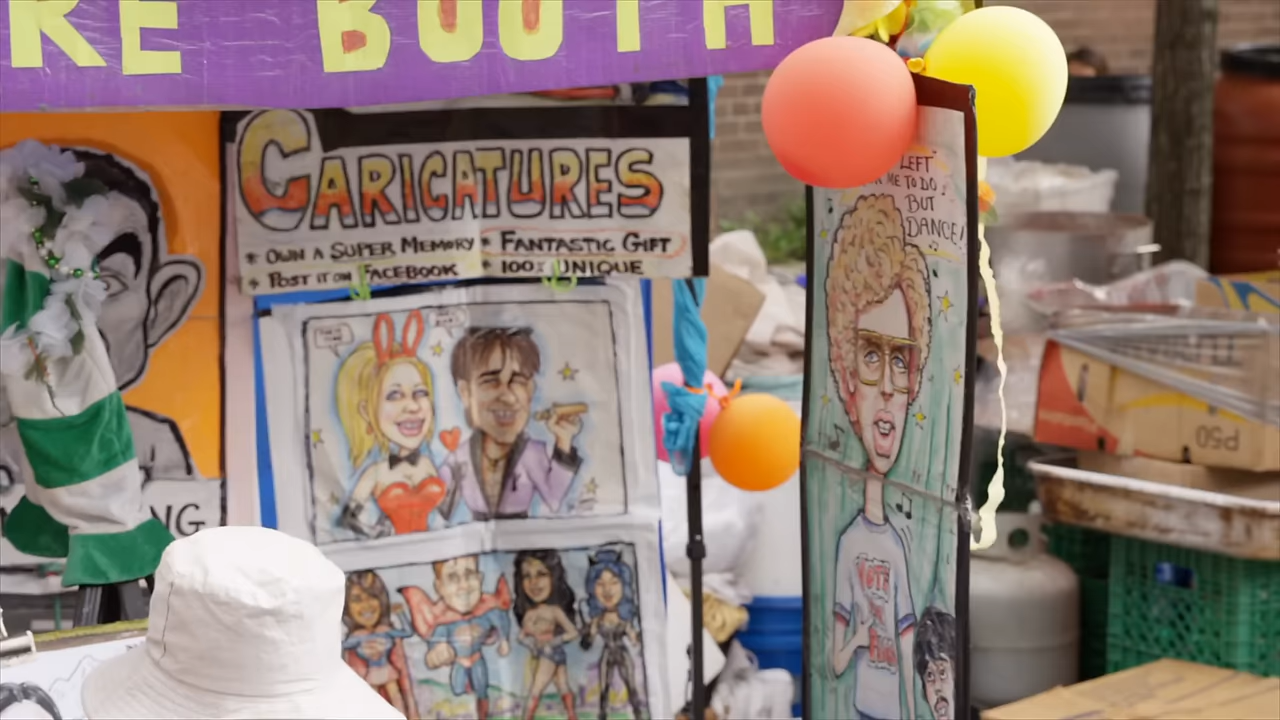 RE BOOTH
CARICATURES
* OWN A SUPER MEMORY * FANTASTIC GIFT
* POST IT ON FACEBOOK * 100% UNIQUE
LEFT
ME TO DO,
BUT
DANCE!
VOTE
NG
P50